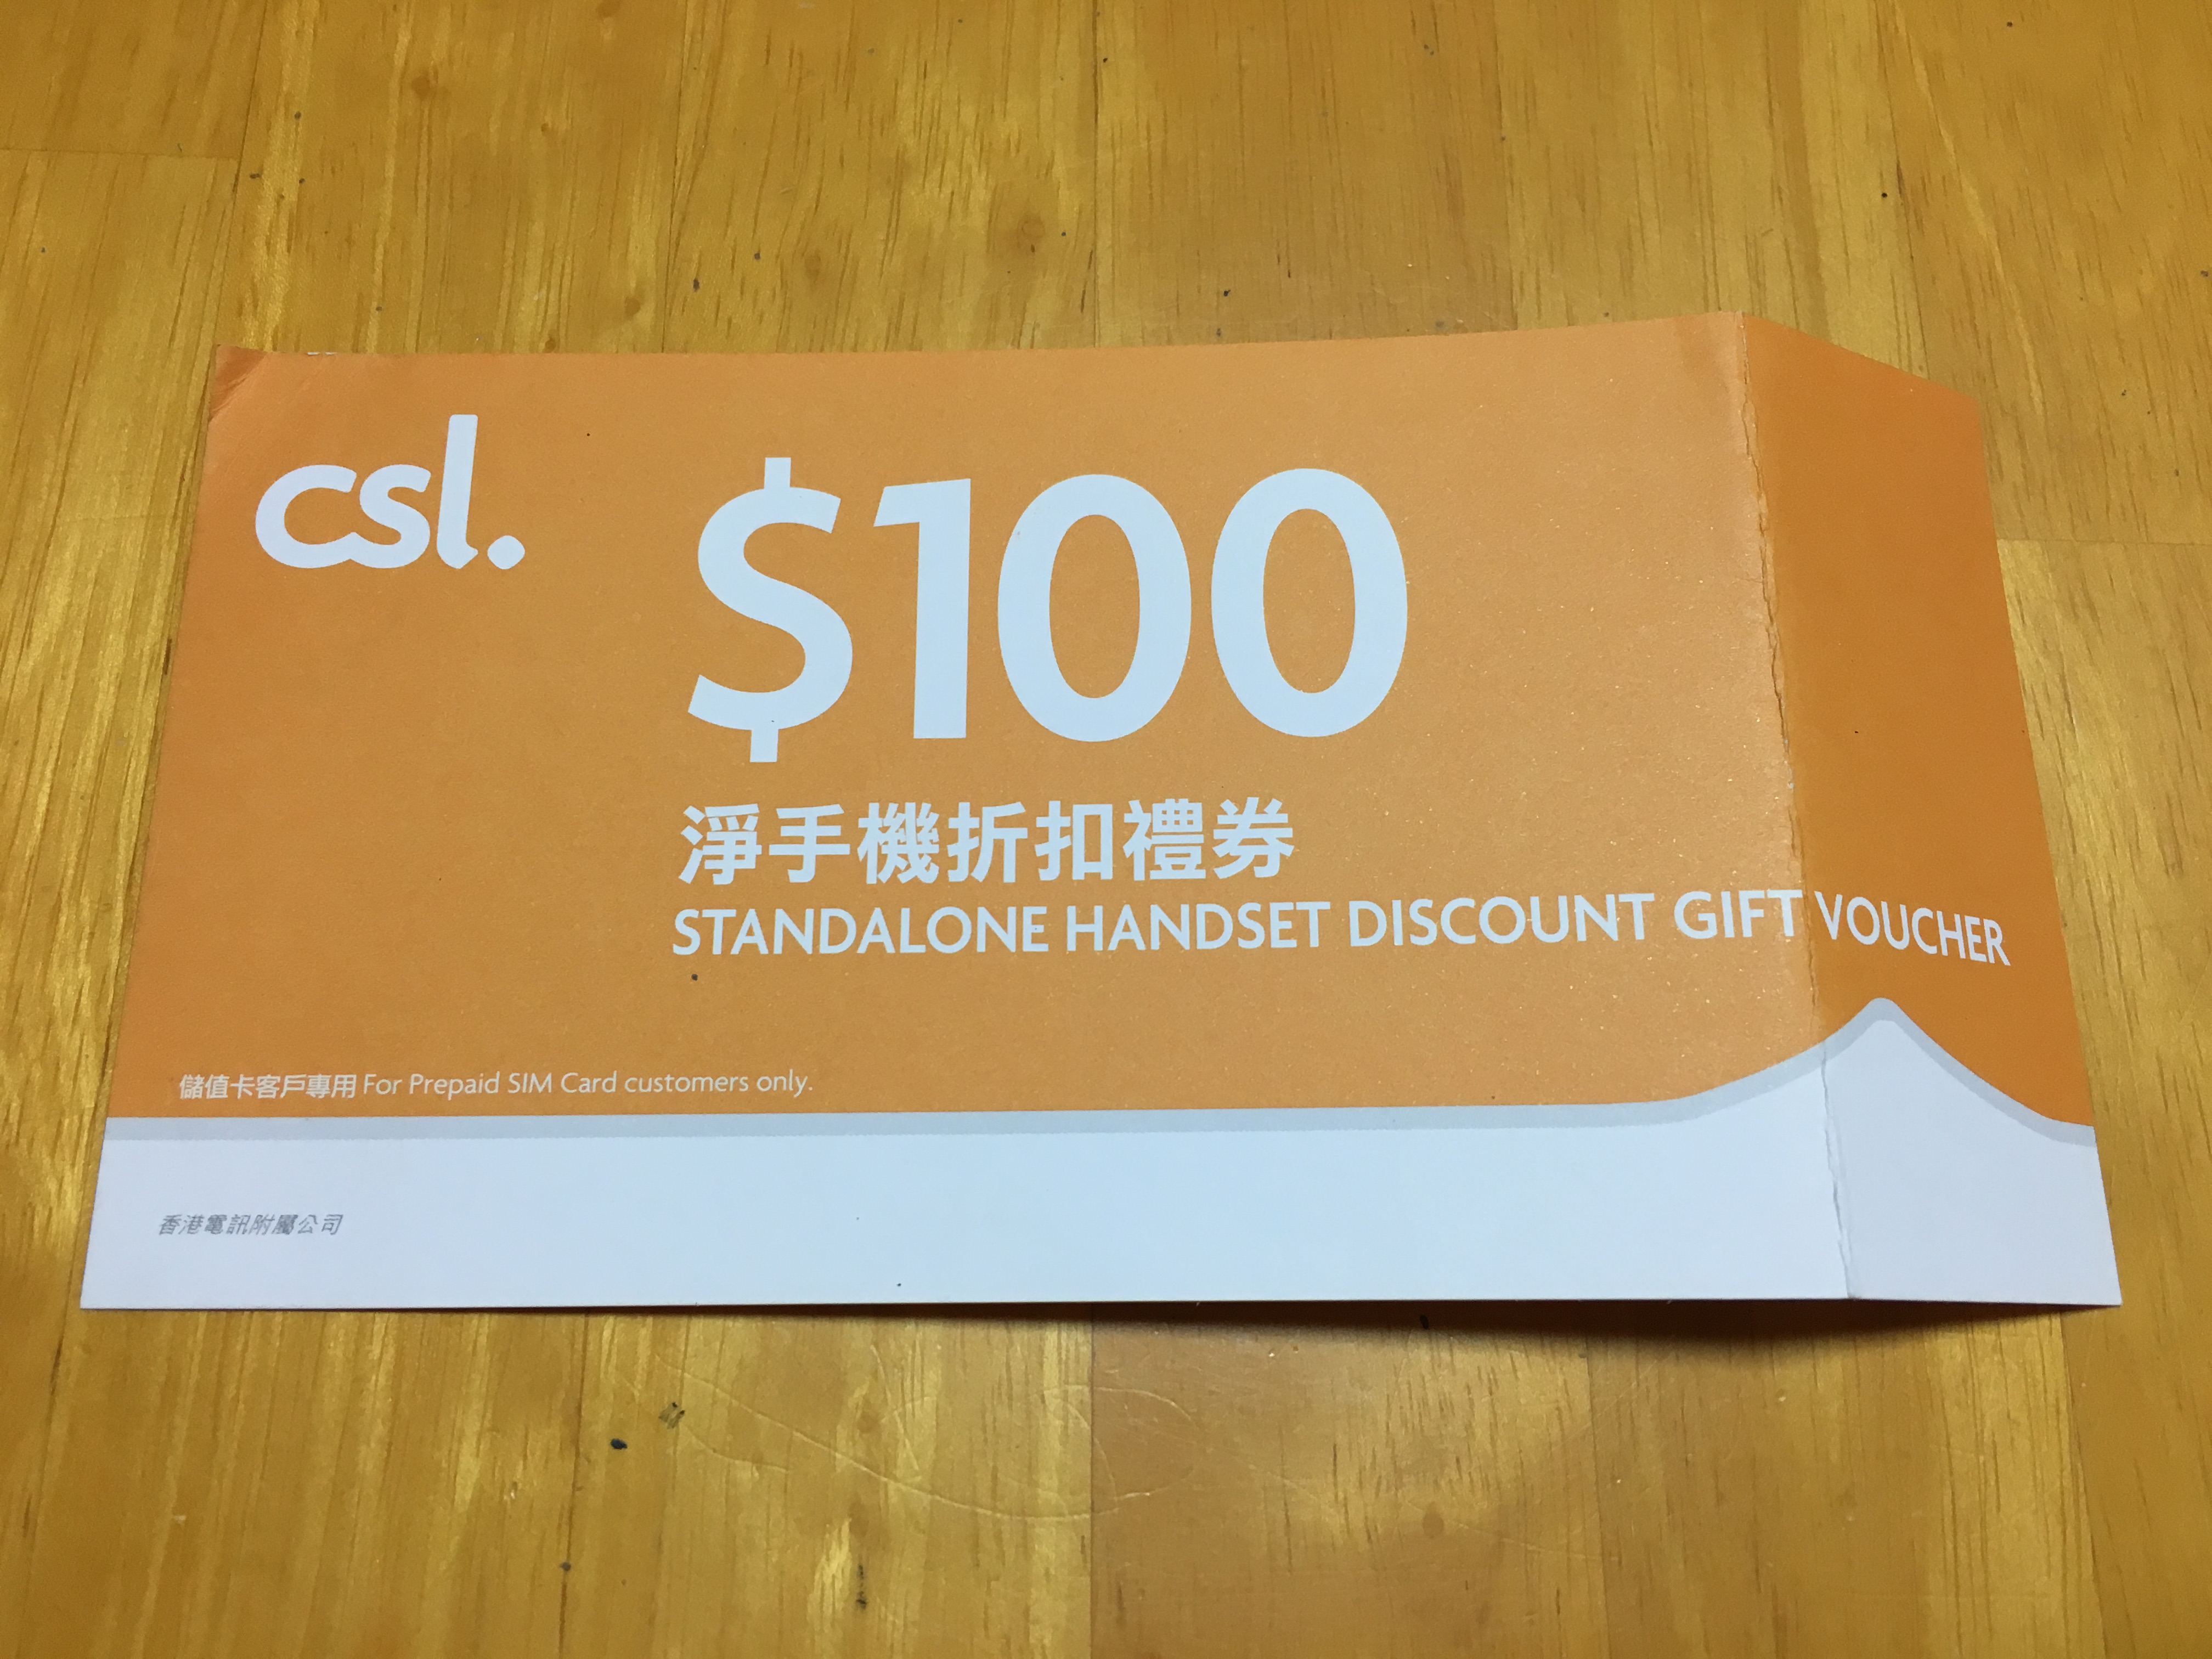 csl.
$100
淨手機折扣禮券
STANDALONE HANDSET DISCOUNT GIFT VOUCHER
儲值卡客戶專用 For Prepaid SIM Card customers only.
香港電訊附屬公司